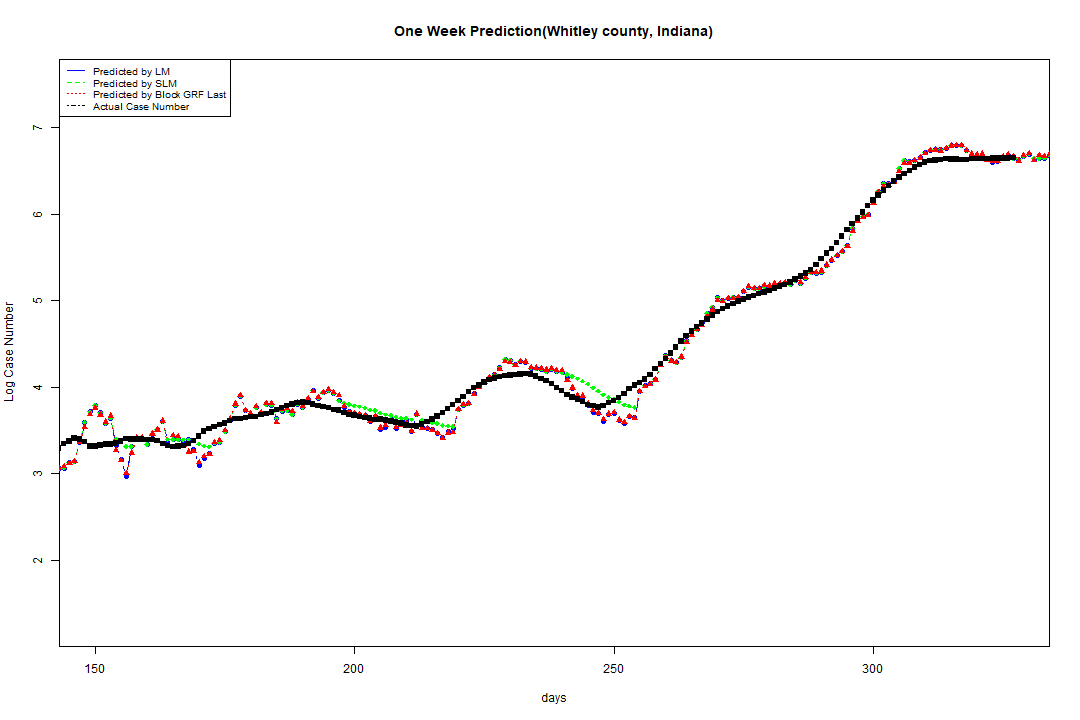 One Week Prediction(Whitley county, Indiana)
Predicted by LM
Predicted by SLM
Predicted by Block GRF Last
Actual Case Number
7
6
5
4
3
2
Log Case Number
150 200 250 300
days